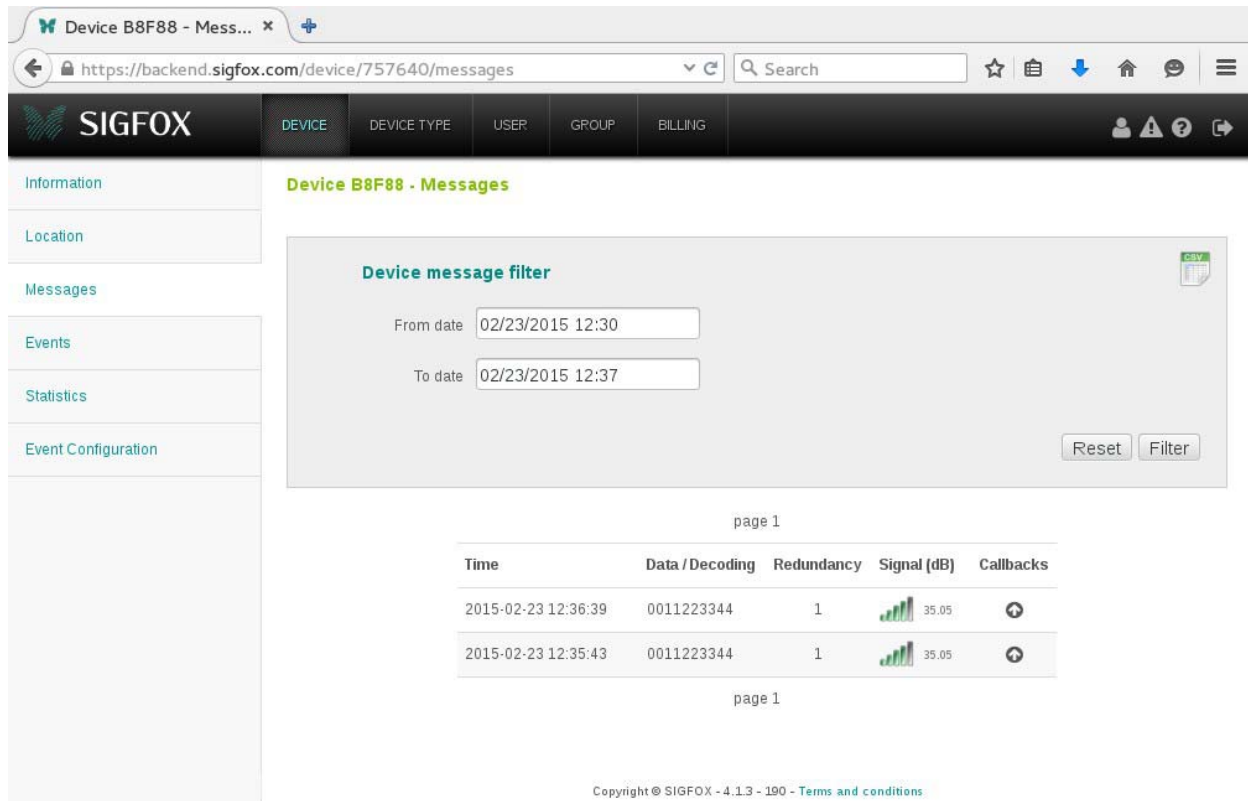 Device B8F88 - Mess...
https://backend.sigfox.com/device/757640/messages
Search
SIGFOX
DEVICE DEVICE TYPE USER GROUP BILLING
Information
Location
Messages
Events
Statistics
Event Configuration
Device B8F88 - Messages
CSV
Device message filter
From date 02/23/2015 12:30
To date 02/23/2015 12:37
Reset Filter
page 1
Time Data / Decoding Redundancy Signal (dB) Callbacks
2015-02-23 12:36:39 0011223344 1 35.05
2015-02-23 12:35:43 0011223344 1 35.05
page 1
Copyright © SIGFOX - 4.1.3 - 190 - Terms and conditions